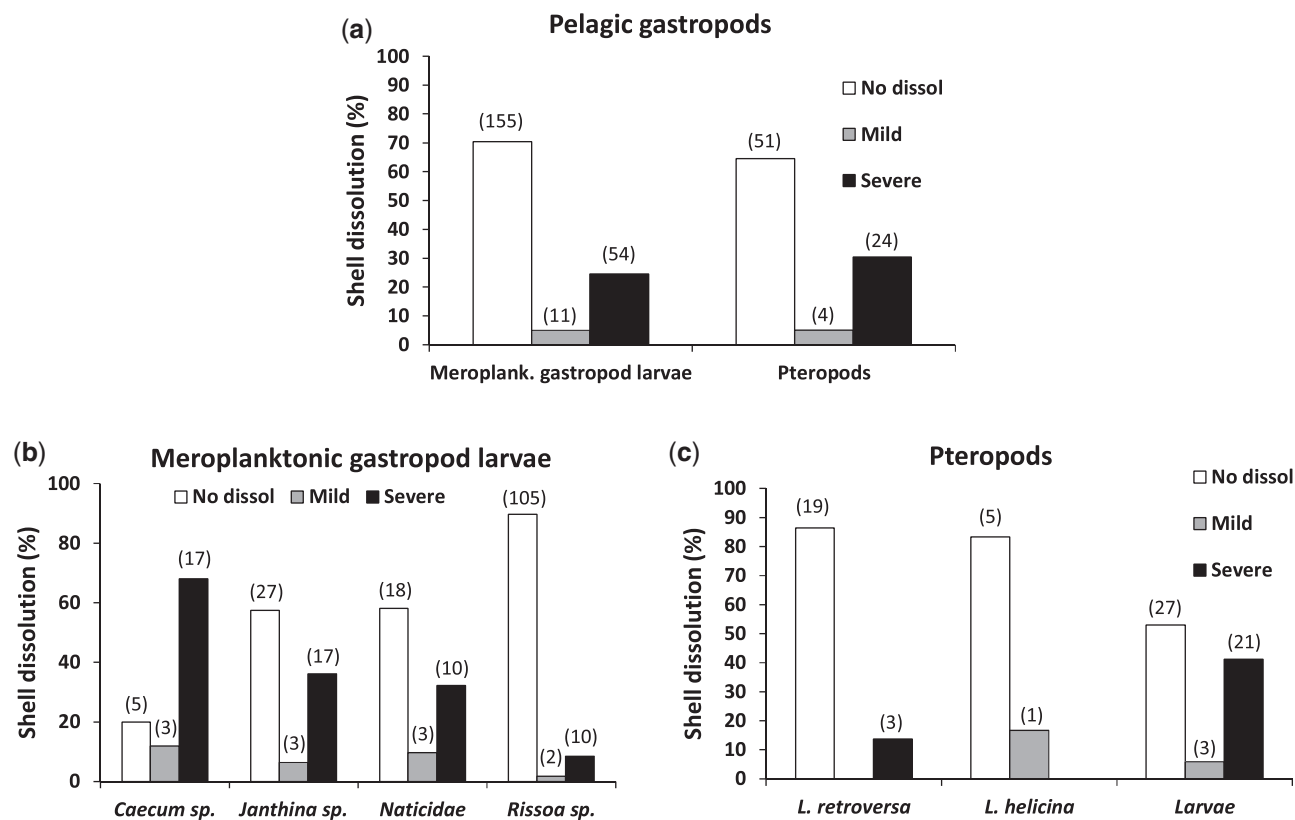 (a)
Pelagic gastropods
Shell dissolution (%)
100
90
80
70
60
50
40
30
20
10
0
No dissol
Mild
Severe
(155)
(11)
(54)
(51)
(4)
(24)
Meroplank. gastropod larvae
Pteropods
(b)
Meroplanktonic gastropod larvae
No dissol Mild Severe
Shell dissolution (%)
100
80
60
40
20
0
(5)
(3)
(17)
(27)
(3)
(17)
(18)
(3)
(10)
(105)
(2)
(10)
Caecum sp.
Janthina sp.
Naticidae
Rissoa sp.
(c)
Pteropods
No dissol
Mild
Severe
Shell dissolution (%)
100
90
80
70
60
50
40
30
20
10
0
(19)
(3)
(5)
(1)
(27)
(3)
(21)
L. retroversa
L. helicina
Larvae